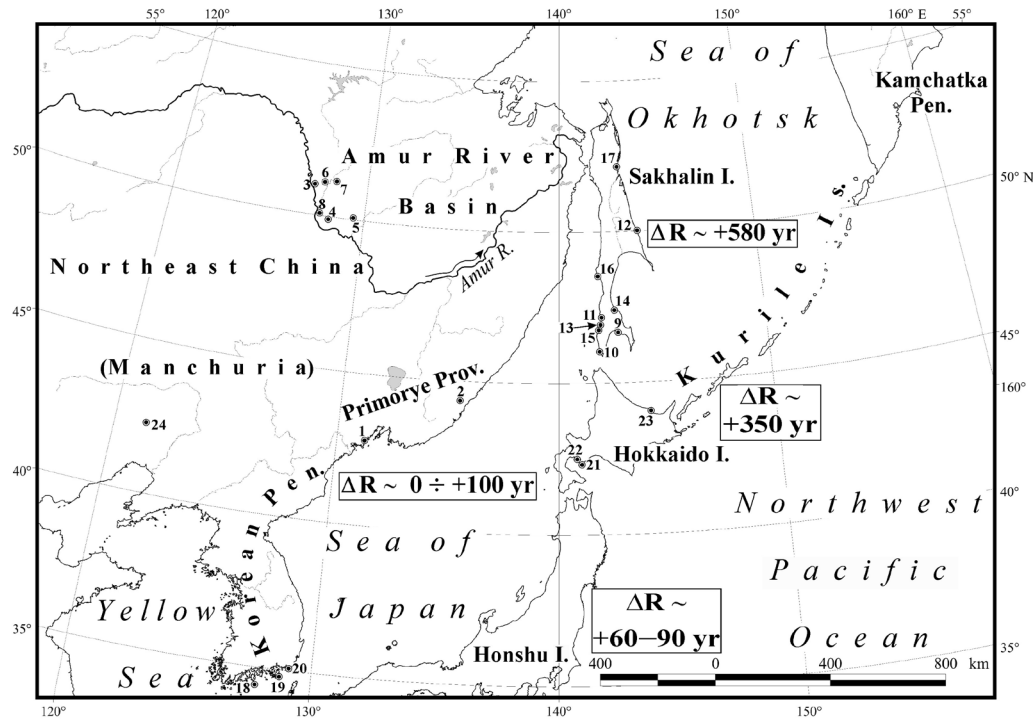 55° 120° 130° 140° 150° 160° E 55°
Sea of
Okhotsk
Kamchatka
Pen.
50°
Amur River
Basin
3 6 7
8 4 5
17
Sakhalin I.
50° N
12
ΔR ~ +580 yr
Northeast China
Amur R.
16
Kurile Is.
45°
11 14
13 9
15
10
45°
(Manchuria)
Primorye Prov.
2
160°
24
1
23
ΔR ~
+350 yr
22
21
Hokkaido I.
40°
ΔR ~ 0 ÷ +100 yr
40°
Korean Pen.
Sea of
Japan
Northwest
Pacific
Ocean
Yellow
Sea
35°
ΔR ~
+60–90 yr
35°
Honshu I.
18 19 20
400 0 400 800 km
120° 130° 140° 150°